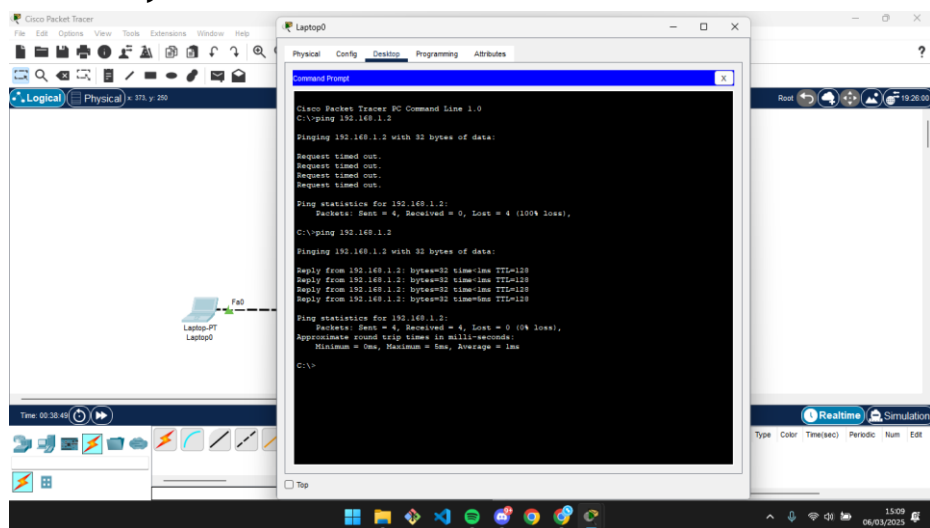 Cisco Packet Tracer
File Edit Options View Tools Extensions Window Help
Logical Physical x: 373, y: 250
Root 19:26:00
Laptop0
Physical Config Desktop Programming Attributes
Command Prompt X
Cisco Packet Tracer PC Command Line 1.0
C:\>ping 192.168.1.2
Pinging 192.168.1.2 with 32 bytes of data:
Request timed out.
Request timed out.
Request timed out.
Request timed out.
Ping statistics for 192.168.1.2:
Packets: Sent = 4, Received = 0, Lost = 4 (100% loss),
C:\>ping 192.168.1.2
Pinging 192.168.1.2 with 32 bytes of data:
Reply from 192.168.1.2: bytes=32 time<1ms TTL=128
Reply from 192.168.1.2: bytes=32 time<1ms TTL=128
Reply from 192.168.1.2: bytes=32 time<1ms TTL=128
Reply from 192.168.1.2: bytes=32 time=5ms TTL=128
Ping statistics for 192.168.1.2:
Packets: Sent = 4, Received = 4, Lost = 0 (0% loss),
Approximate round trip times in milli-seconds:
Minimum = 0ms, Maximum = 5ms, Average = 1ms
C:\>
Top
Fa0
Laptop-PT
Laptop0
Time: 00:38:49
Realtime Simulation
Type Color Time(sec) Periodic Num Edit
15:09
06/03/2025